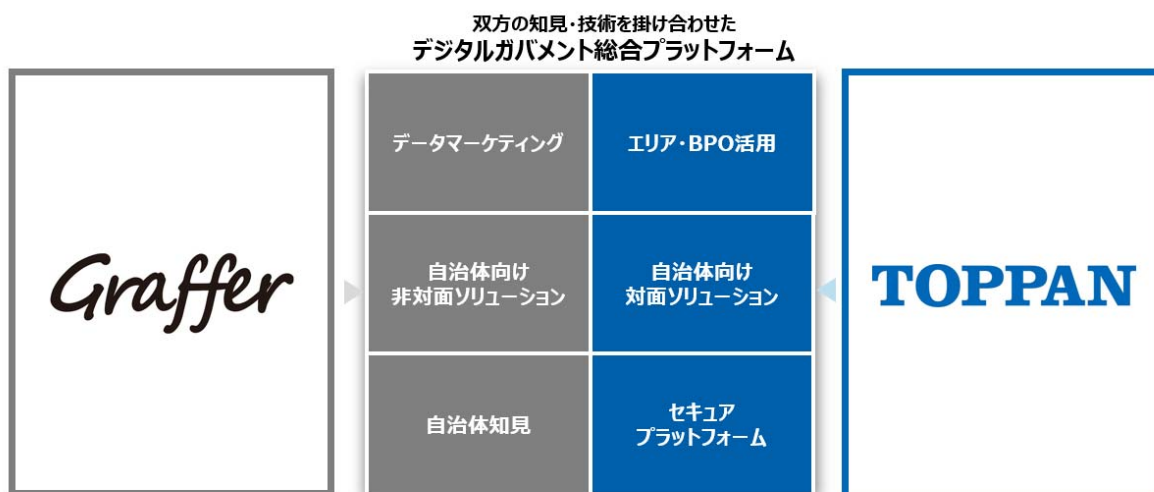 双方の知見・技術を掛け合わせた
デジタルガバメント総合プラットフォーム
Graffer
データマーケティング
エリア・BPO活用
自治体向け
非対面ソリューション
自治体向け
対面ソリューション
自治体知見
セキュア
プラットフォーム
TOPPAN